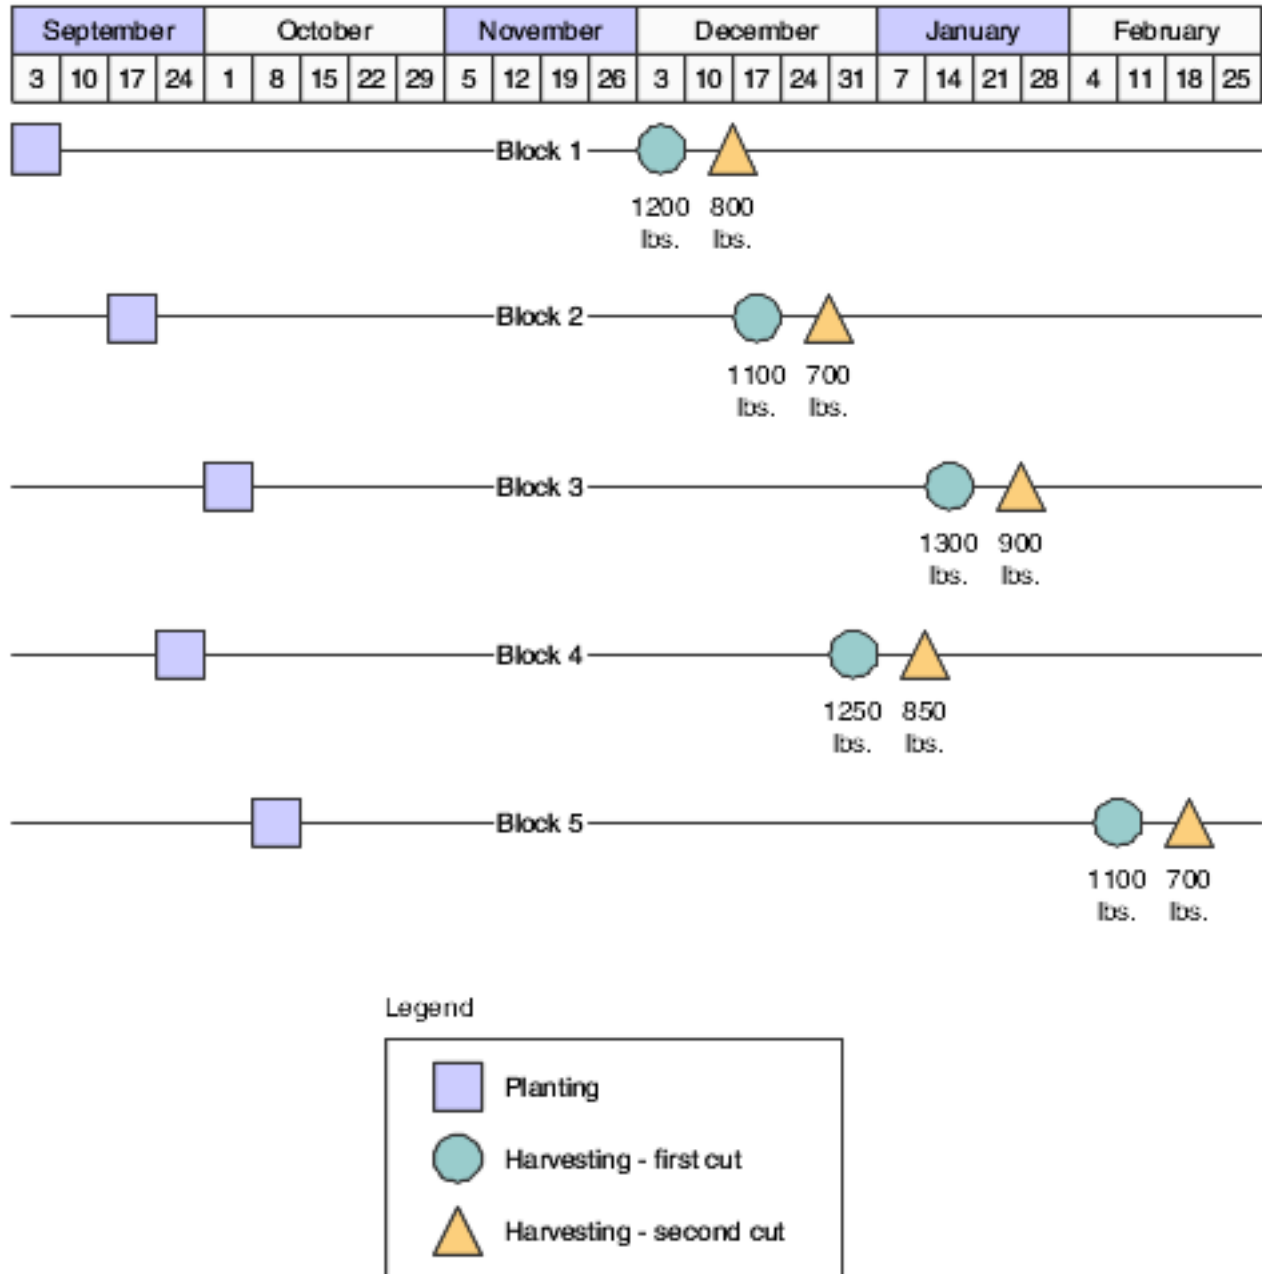 September October November December January February
3 10 17 24 1 8 15 22 29 5 12 19 26 3 10 17 24 31 7 14 21 28 4 11 18 25
Block 1
1200 800
lbs. lbs.
Block 2
1100 700
lbs. lbs.
Block 3
1300 900
lbs. lbs.
Block 4
1250 850
lbs. lbs.
Block 5
1100 700
lbs. lbs.
Legend
Planting
Harvesting - first cut
Harvesting - second cut